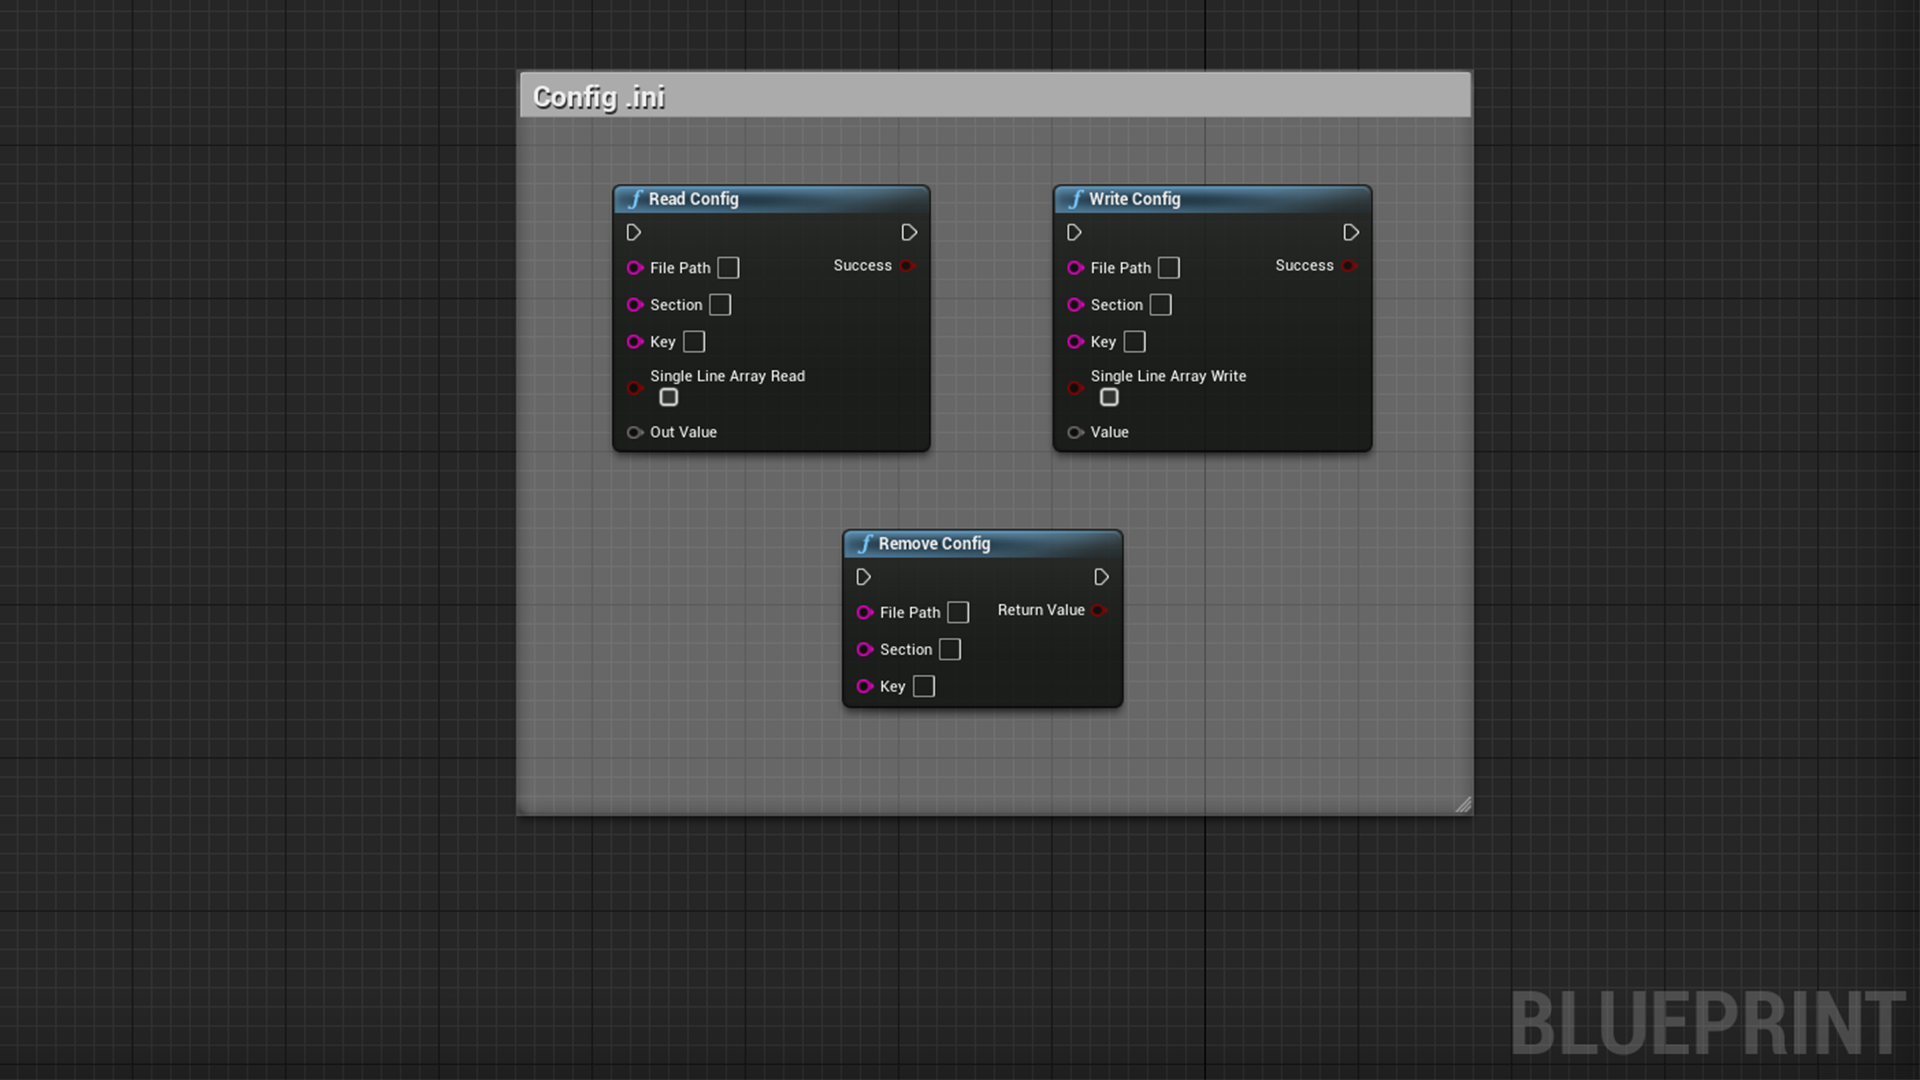 Config .ini
Read Config
File Path
Success
Section
Key
Single Line Array Read
Out Value
Write Config
File Path
Success
Section
Key
Single Line Array Write
Value
Remove Config
File Path
Return Value
Section
Key
BLUEPRINT